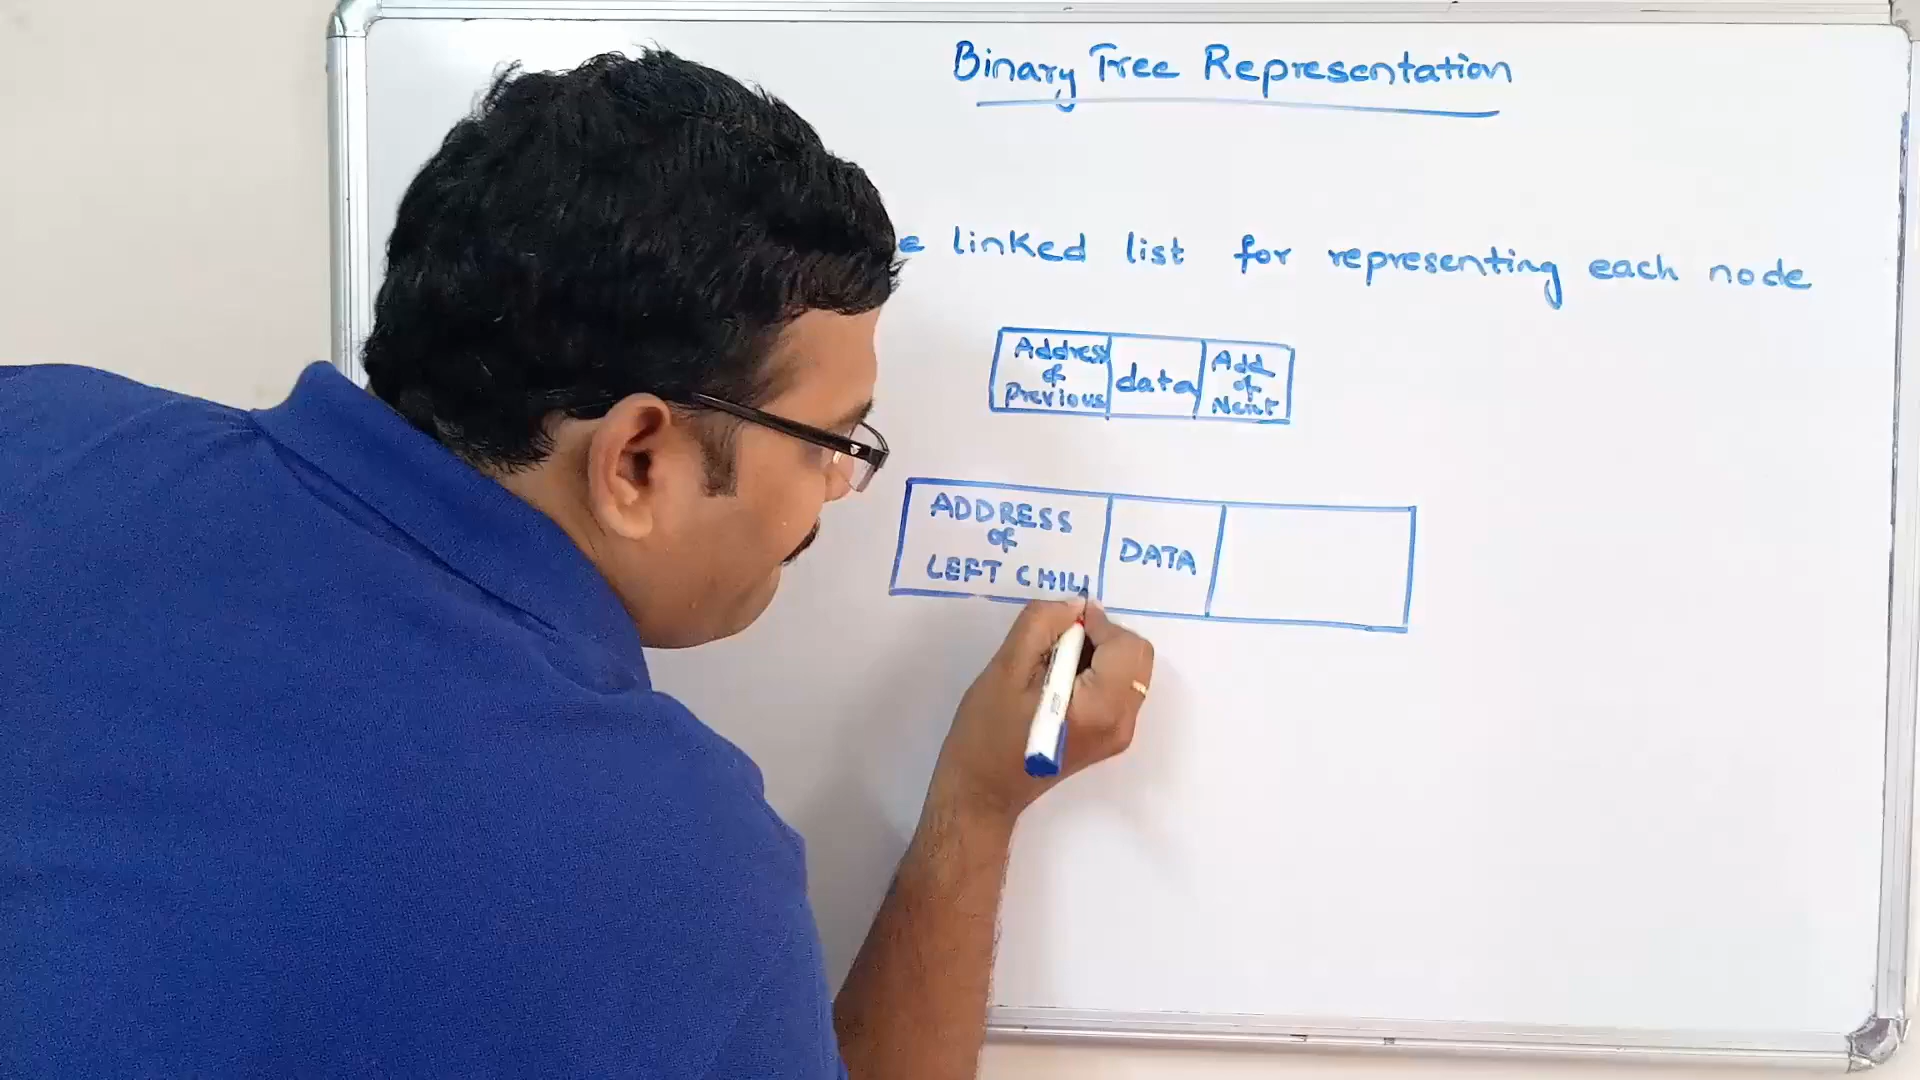 Binary Tree Representation
linked list for representing each node
Address of Previous data Add of Next
ADDRESS of LEFT CHIL DATA